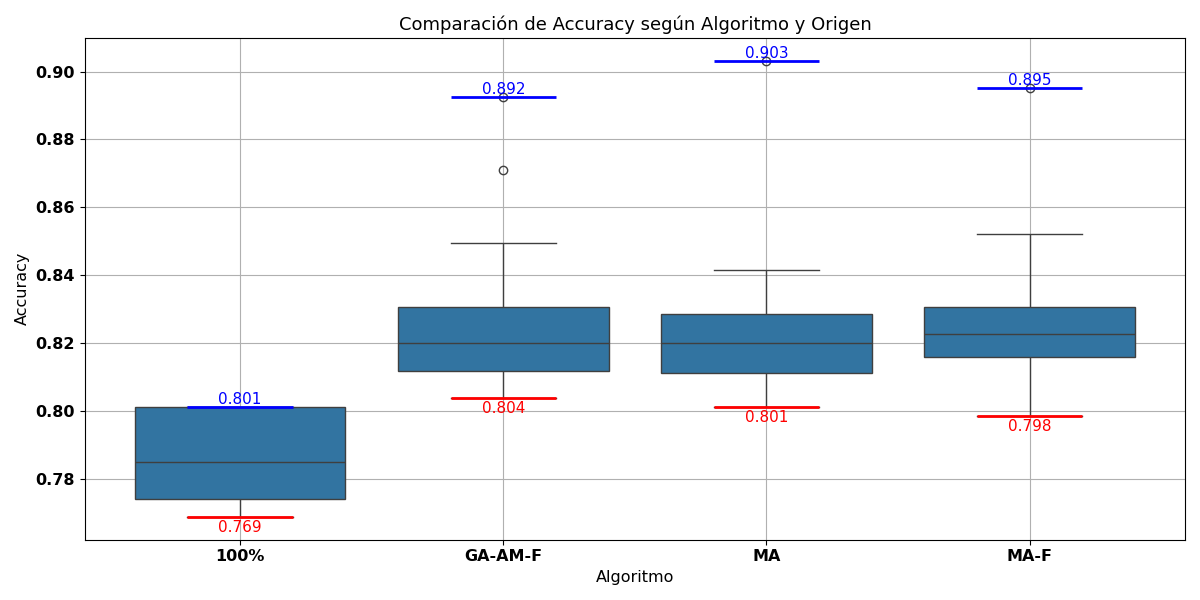 Comparación de Accuracy según Algoritmo y Origen
Accuracy
0.90
0.88
0.86
0.84
0.82
0.80
0.78
0.801
0.769
0.892
0.804
0.903
0.801
0.895
0.798
100%
GA-AM-F
MA
MA-F
Algoritmo